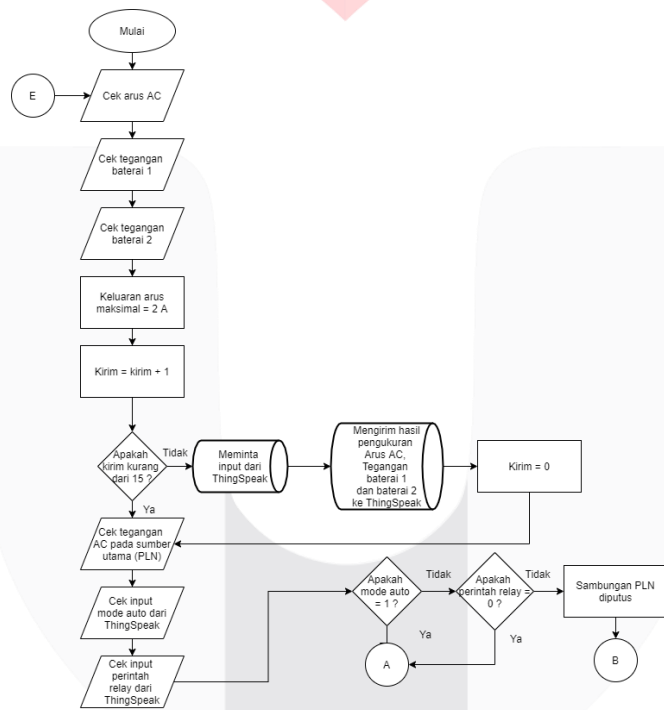 Mulai
E
Cek arus AC
Cek tegangan
baterai 1
Cek tegangan
baterai 2
Keluaran arus
maksimal = 2 A
Kirim = kirim + 1
Apakah
kirim kurang
dari 15 ?
Tidak
Ya
Meminta
input dari
ThingSpeak
Mengirim hasil
pengukuran
Arus AC,
Tegangan
baterai 1
dan baterai 2
ke ThingSpeak
Kirim = 0
Cek tegangan
AC pada sumber
utama (PLN)
Cek input
mode auto dari
ThingSpeak
Cek input
perintah
relay dari
ThingSpeak
Apakah
mode auto
= 1 ?
Tidak
Ya
Apakah
perintah relay =
0 ?
Tidak
Ya
Sambungan PLN
diputus
A
B